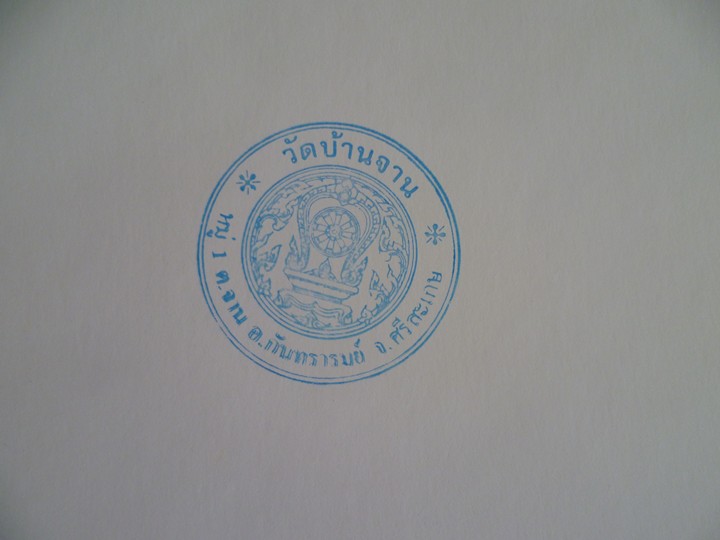 วัดบ้านจาน
หมู่ 1 ต.จาน อ.กันทรารมย์ จ.ศรีสะเกษ